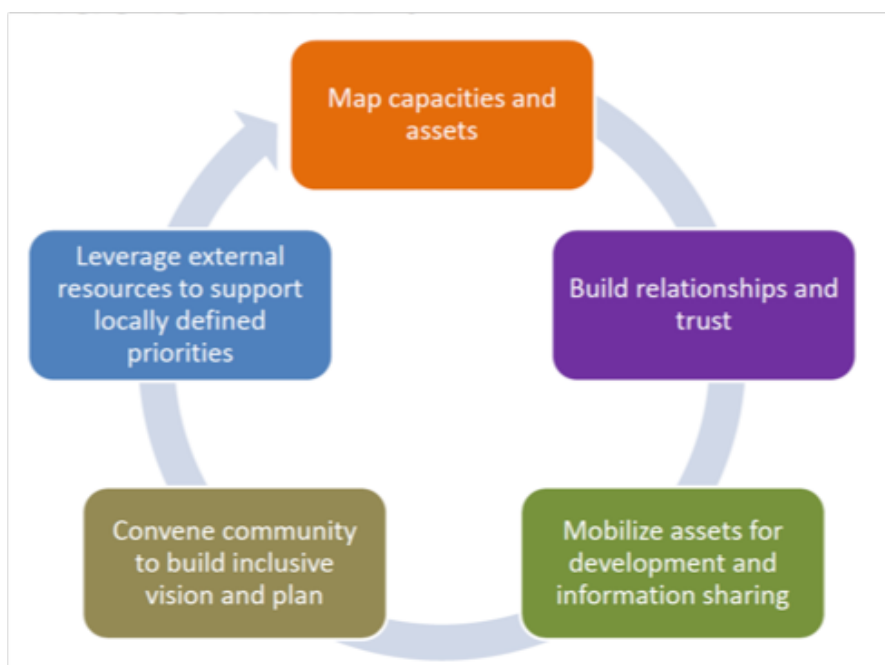 Map capacities and
assets
Build relationships and
trust
Mobilize assets for
development and
information sharing
Convene community
to build inclusive
vision and plan
Leverage external
resources to support
locally defined
priorities